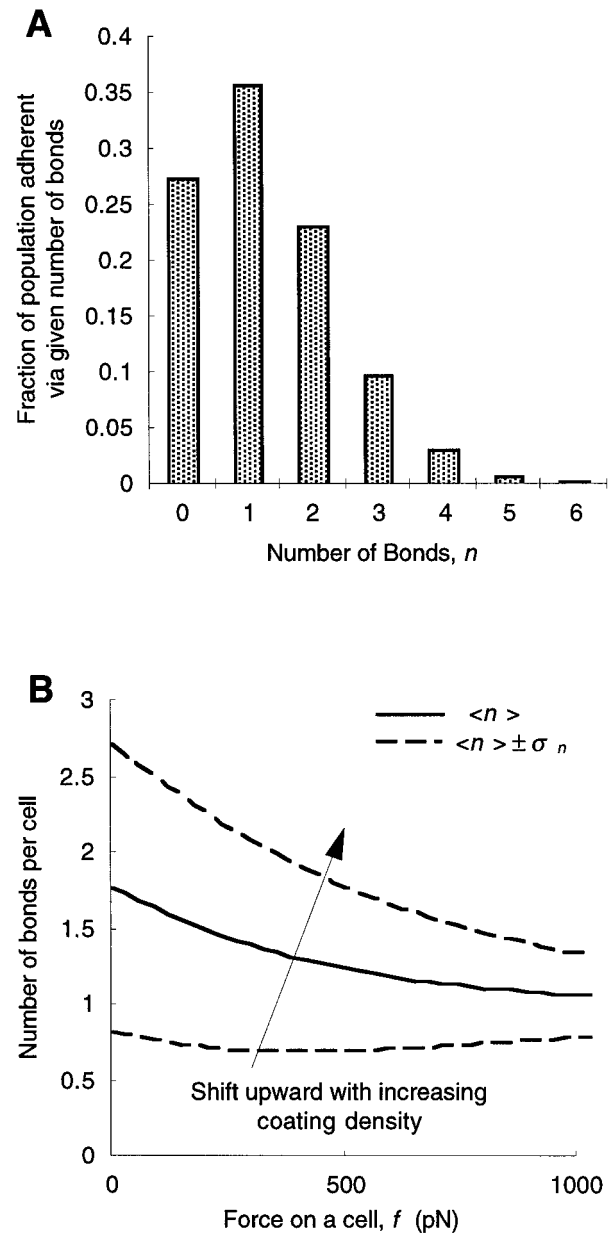 A
Fraction of population adherent
via given number of bonds
0.4
0.35
0.3
0.25
0.2
0.15
0.1
0.05
0
0 1 2 3 4 5 6
Number of Bonds, n
B
Number of bonds per cell
3
2.5
2
1.5
1
0.5
0
<n>
<n> ± σ n
Shift upward with increasing
coating density
0 500 1000
Force on a cell, f (pN)